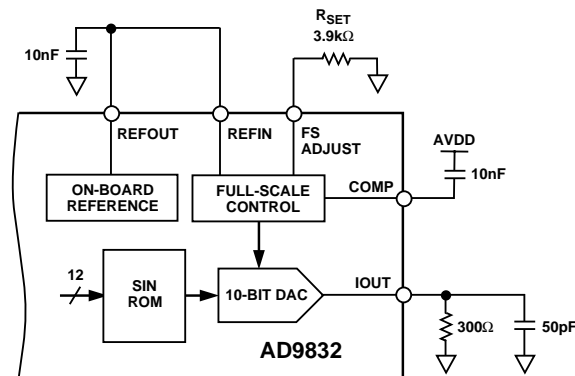 R_SET
3.9kΩ
10nF
REFOUT
REFIN
FS
ADJUST
AVDD
10nF
COMP
ON-BOARD
REFERENCE
FULL-SCALE
CONTROL
12
SIN
ROM
10-BIT DAC
IOUT
300Ω
50pF
AD9832